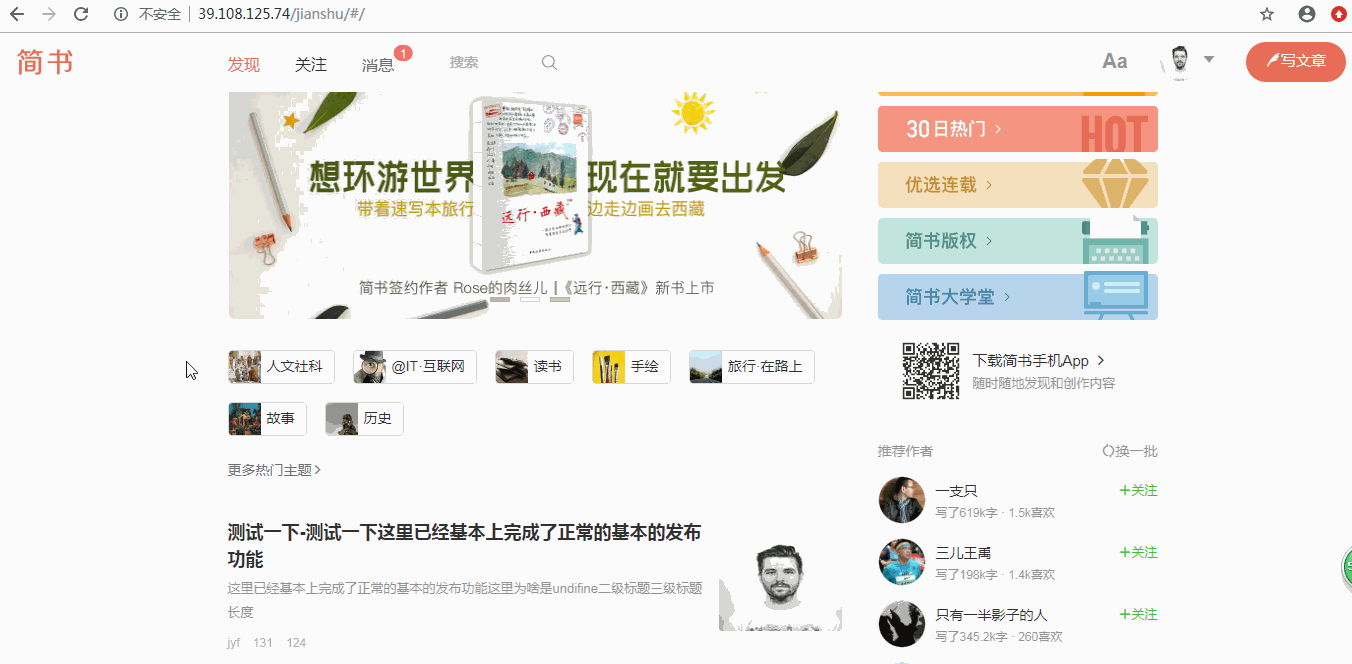 不安全 39.108.125.74/jianshu/#/
简书
发现 关注 消息 1 搜索
Aa
写文章
想环游世界 现在就要出发
带着速写本旅行 边走边画去西藏
远行·西藏
简书签约作者 Rose的肉丝儿 |《远行·西藏》新书上市
30日热门
HOT
优选连载
简书版权
简书大学堂
下载简书手机App
随时随地发现和创作内容
人文社科 @IT·互联网 读书 手绘 旅行·在路上
故事 历史
更多热门主题
测试一下-测试一下这里已经基本上完成了正常的基本的发布
功能
这里已经基本上完成了正常的基本的发布功能这里为啥是undifine二级标题三级标题
长度
jyf 131 124
推荐作者 换一批
一支只 +关注
写了619k字 · 1.5k喜欢
三儿王禹 +关注
写了198k字 · 1.4k喜欢
只有一半影子的人 +关注
写了345.2k字 · 260喜欢